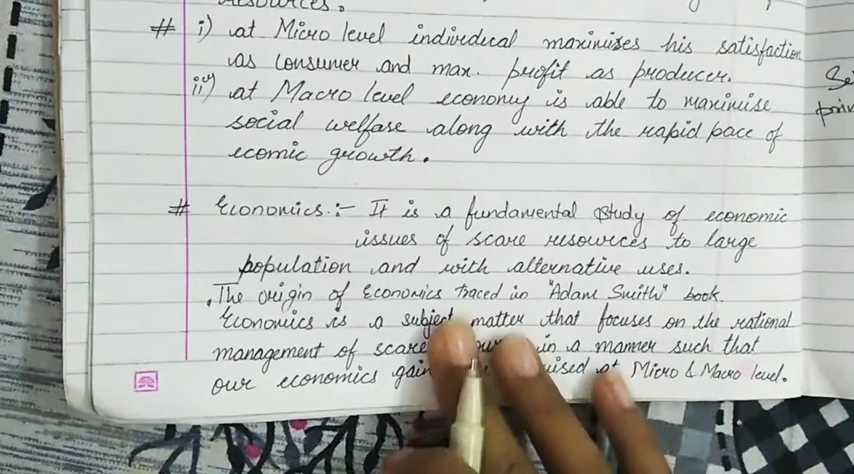 resources.
# i) at Micro level indirdical maximises his satisfaction
as consumer and max. profit as producer.
ii) at Macro level economy is able to maximise
social welfare along with the rapid pace of
ecomic growth.
# Economics :- It is a fundamental study of economic
issues of scare resources to large
population and with alternative uses.
. The origin of Economics traced in "Adam Smith" book.
Economics is a subject matter that focuses on the rational
management of scare in a manner such that
our economics gain at Micro & Macro level.